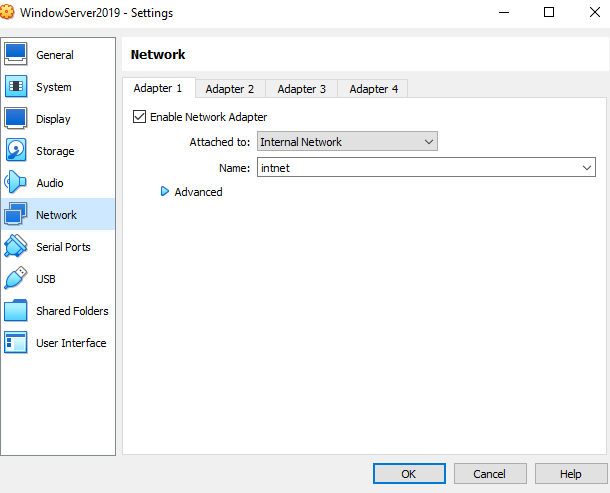 WindowServer2019 - Settings
General
System
Display
Storage
Audio
Network
Serial Ports
USB
Shared Folders
User Interface
Network
Adapter 1 Adapter 2 Adapter 3 Adapter 4
Enable Network Adapter
Attached to: Internal Network
Name: intnet
Advanced
OK Cancel Help